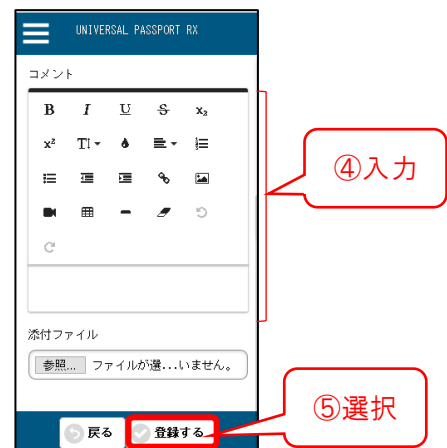 UNIVERSAL PASSPORT RX
コメント
B I U S x₂
x² T!
④入力
添付ファイル
参照... ファイルが選...いません。
戻る 登録する
⑤選択